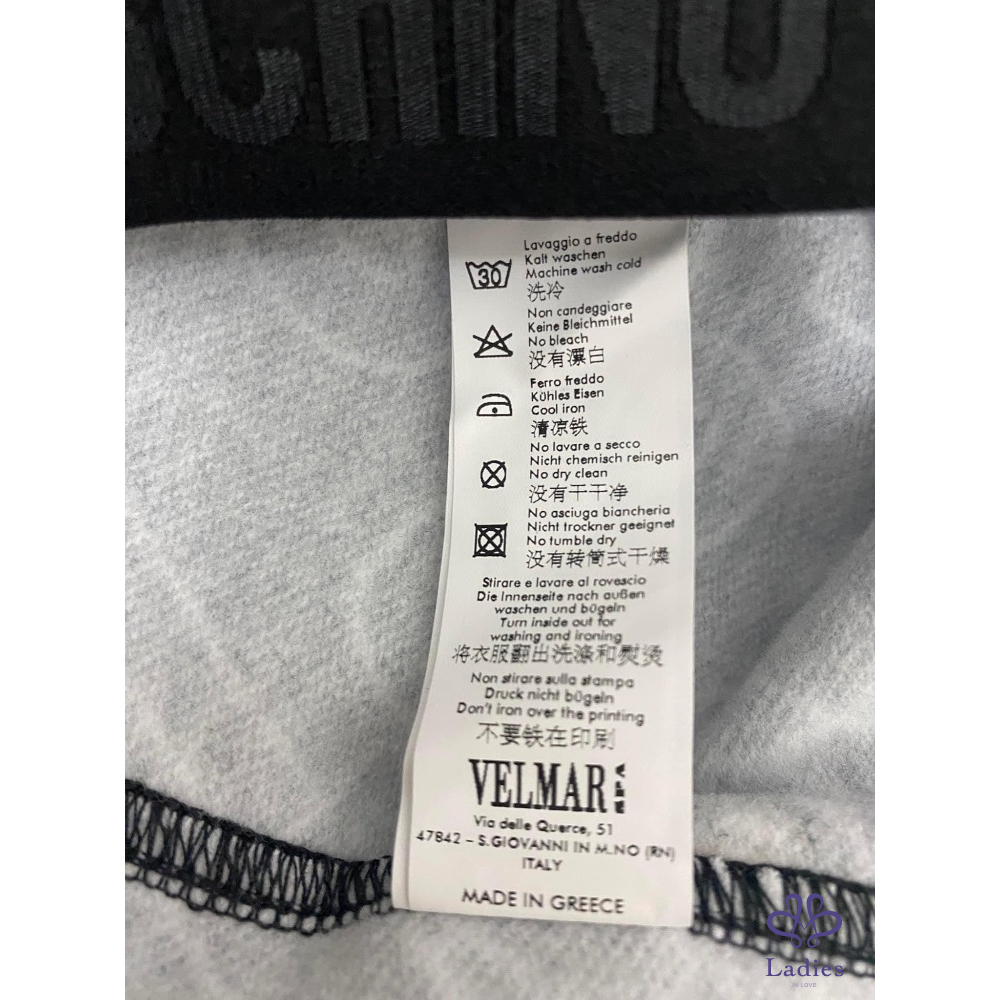 CHINO
Lavaggio a freddo
Kalt waschen
Machine wash cold
洗冷
30
Non candeggiare
Keine Bleichmittel
No bleach
没有漂白
Ferro freddo
Kühles Eisen
Cool iron
清凉铁
No lavare a secco
Nicht chemisch reinigen
No dry clean
没有干干净
No asciuga biancheria
Nicht trockner geeignet
No tumble dry
没有转筒式干燥
Stirare e lavare al rovescio
Die Innenseite nach außen
waschen und bügeln
Turn inside out for
washing and ironing
将衣服翻出洗涤和熨烫
Non stirare sulla stampa
Druck nicht bügeln
Don't iron over the printing
不要铁在印刷
VELMAR SPA
Via delle Querce, 51
47842 – S.GIOVANNI IN M.NO (RN)
ITALY
MADE IN GREECE
Ladies
IN LOVE